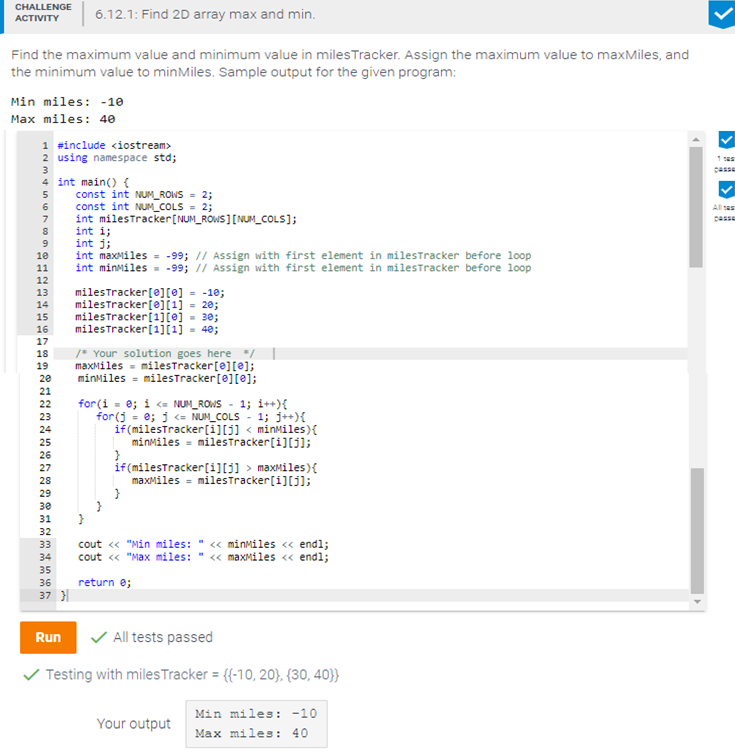 CHALLENGE
ACTIVITY
6.12.1: Find 2D array max and min.
Find the maximum value and minimum value in milesTracker. Assign the maximum value to maxMiles, and
the minimum value to minMiles. Sample output for the given program:
Min miles: -10
Max miles: 40
1 #include <iostream>
2 using namespace std;
3
4 int main() {
5 const int NUM_ROWS = 2;
6 const int NUM_COLS = 2;
7 int milesTracker[NUM_ROWS][NUM_COLS];
8 int i;
9 int j;
10 int maxMiles = -99; // Assign with first element in milesTracker before loop
11 int minMiles = -99; // Assign with first element in milesTracker before loop
12
13 milesTracker[0][0] = -10;
14 milesTracker[0][1] = 20;
15 milesTracker[1][0] = 30;
16 milesTracker[1][1] = 40;
17
18 /* Your solution goes here */
19 maxMiles = milesTracker[0][0];
20 minMiles = milesTracker[0][0];
21
22 for(i = 0; i <= NUM_ROWS - 1; i++){
23 for(j = 0; j <= NUM_COLS - 1; j++){
24 if(milesTracker[i][j] < minMiles){
25 minMiles = milesTracker[i][j];
26 }
27 if(milesTracker[i][j] > maxMiles){
28 maxMiles = milesTracker[i][j];
29 }
30 }
31 }
32
33 cout << "Min miles: " << minMiles << endl;
34 cout << "Max miles: " << maxMiles << endl;
35
36 return 0;
37 }
1 tes
passe
All tes
passe
Run
All tests passed
Testing with milesTracker = {{-10, 20}, {30, 40}}
Your output
Min miles: -10
Max miles: 40